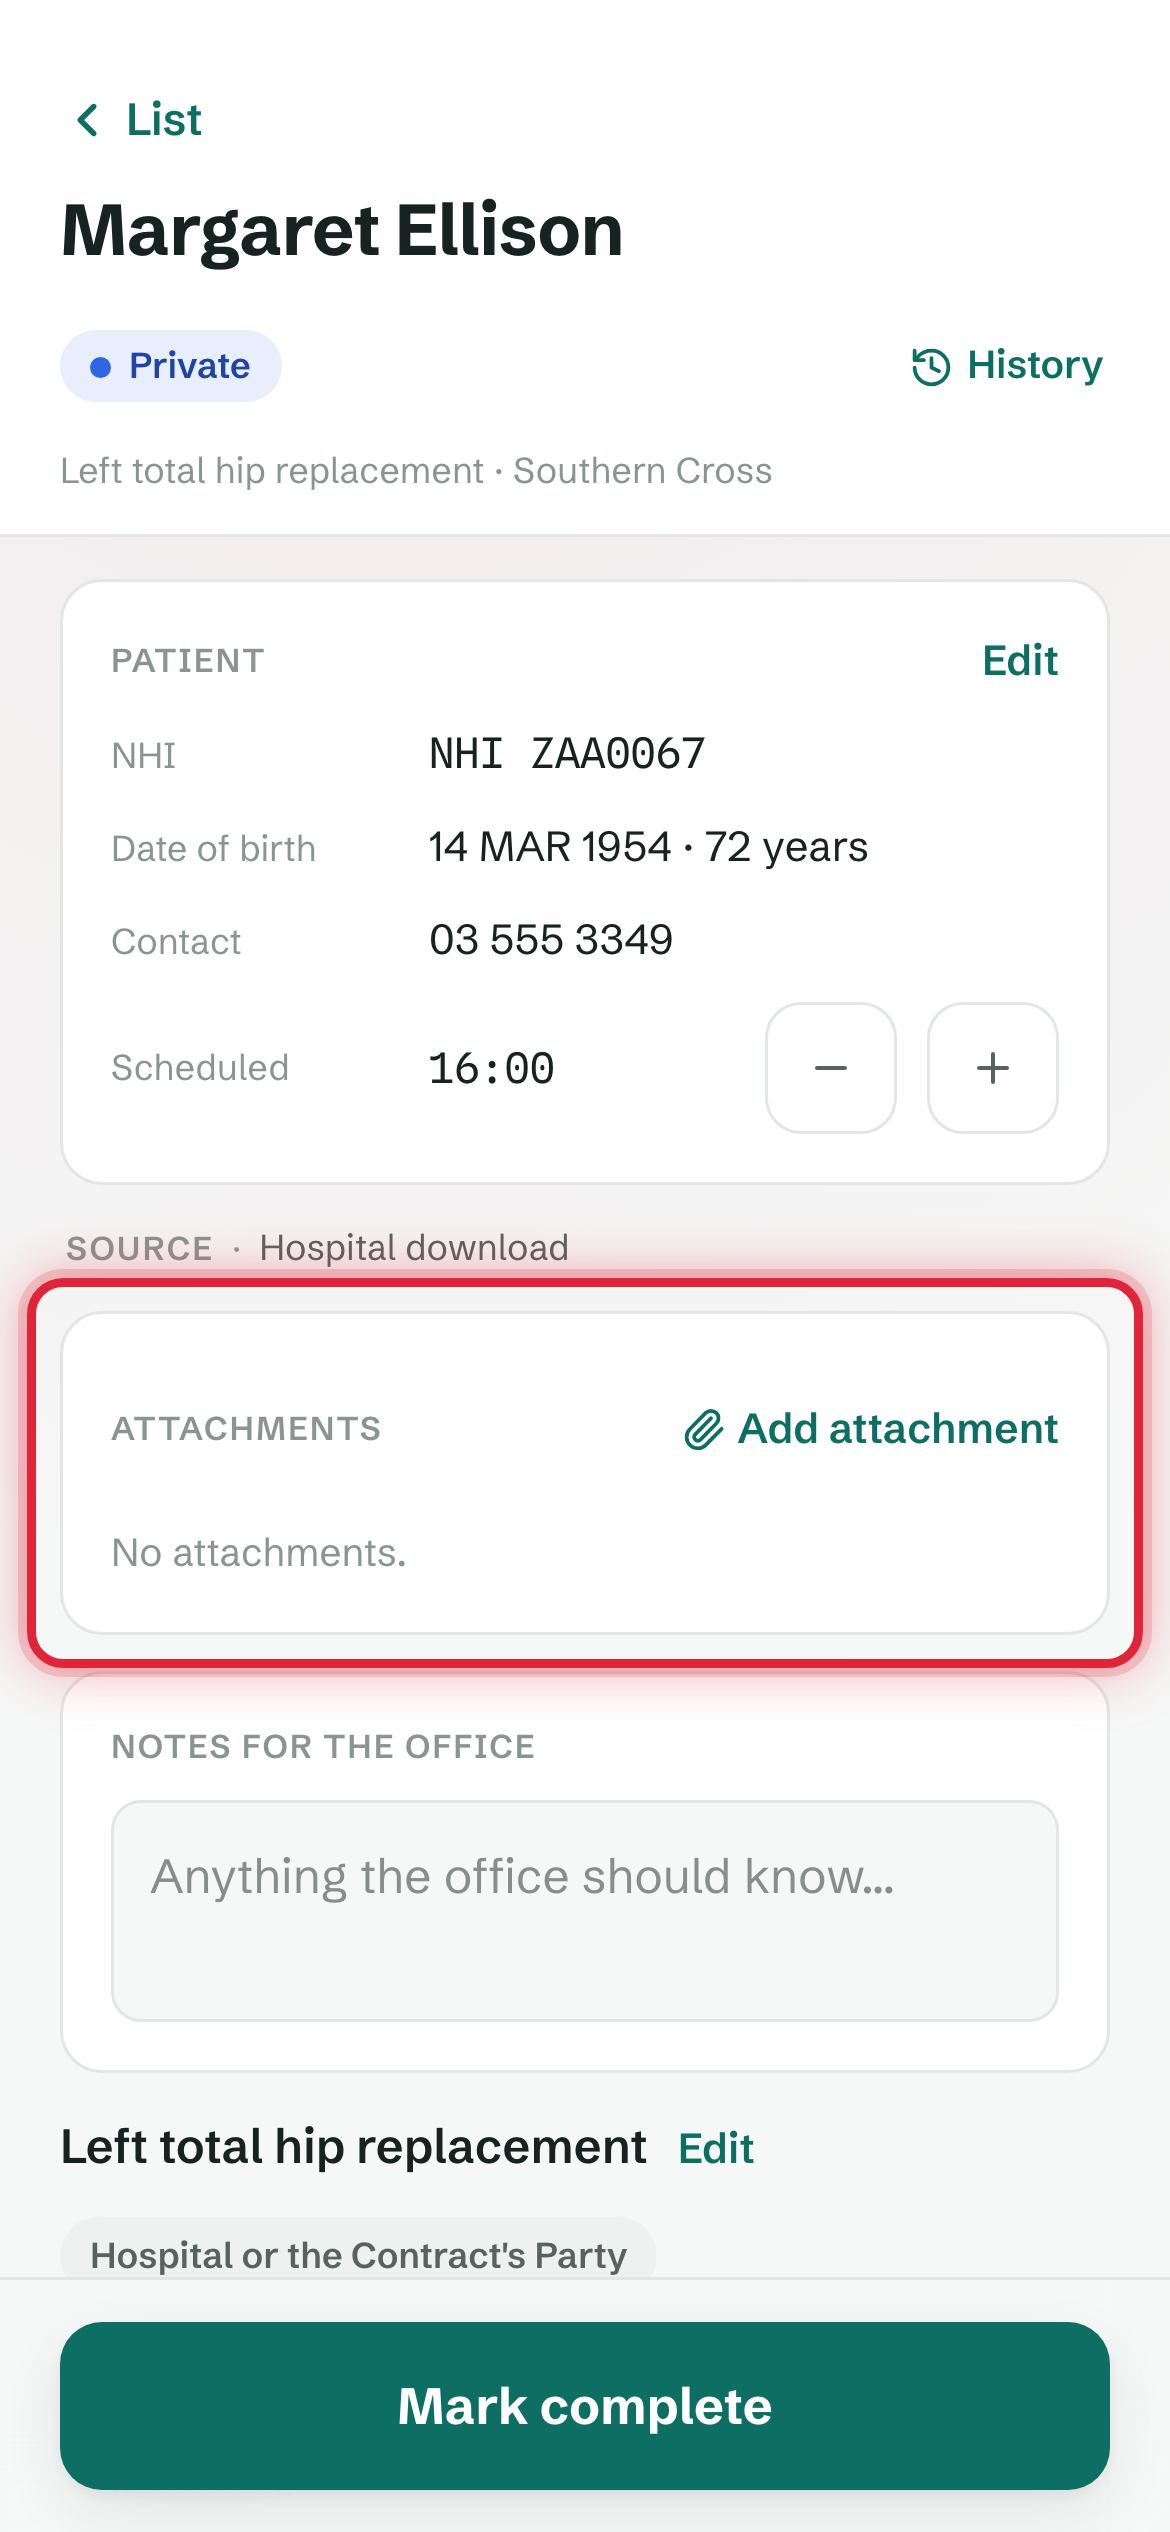 List
Margaret Ellison
Private
History
Left total hip replacement · Southern Cross
PATIENT
Edit
NHI
NHI ZAA0067
Date of birth
14 MAR 1954 · 72 years
Contact
03 555 3349
Scheduled
16:00
SOURCE · Hospital download
ATTACHMENTS
Add attachment
No attachments.
NOTES FOR THE OFFICE
Anything the office should know...
Left total hip replacement
Edit
Hospital or the Contract's Party
Mark complete